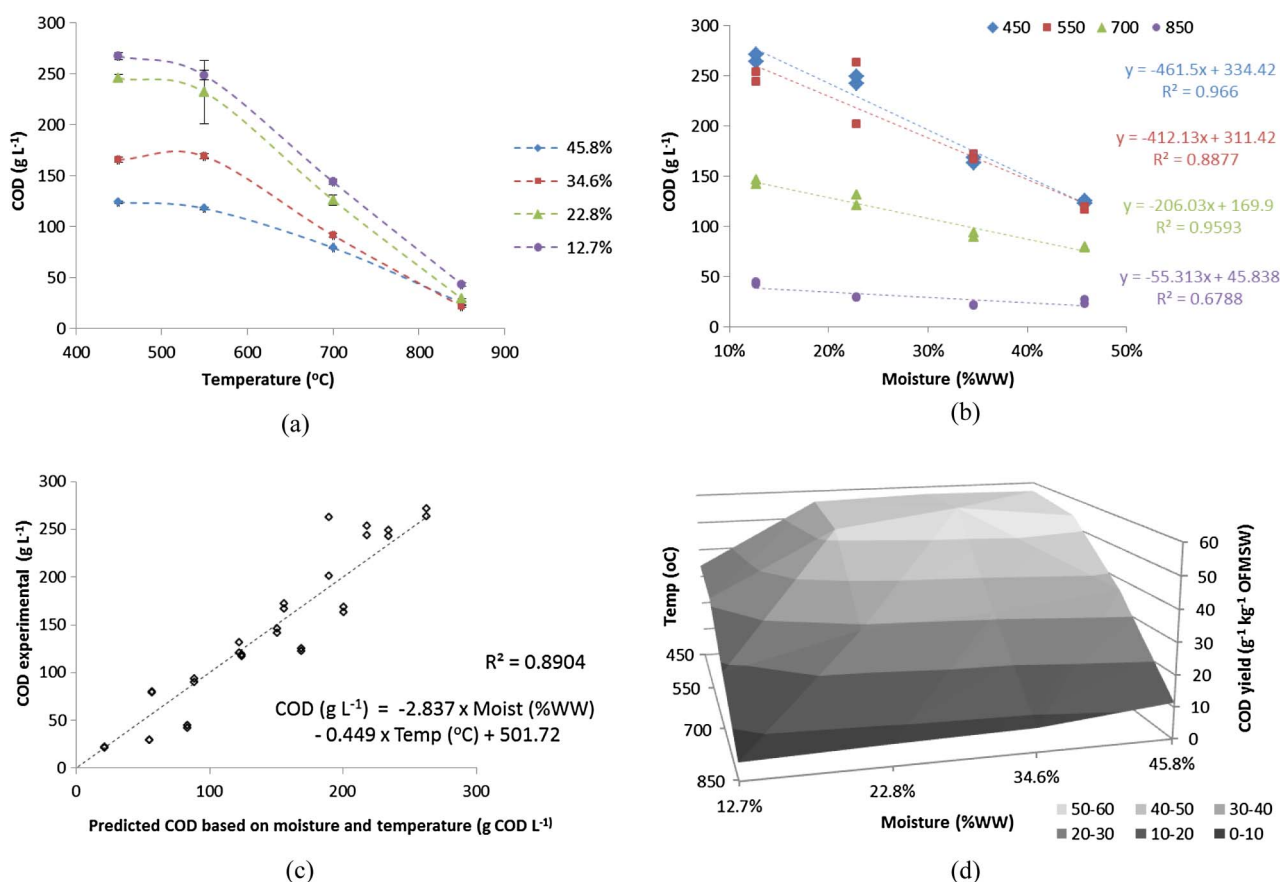 300
250
200
150
100
50
0
COD (g L⁻¹)
400 500 600 700 800 900
Temperature (ºC)
45.8%
34.6%
22.8%
12.7%
(a)
450 550 700 850
300
250
200
150
100
50
0
COD (g L⁻¹)
10% 20% 30% 40% 50%
Moisture (%WW)
y = -461.5x + 334.42
R² = 0.966
y = -412.13x + 311.42
R² = 0.8877
y = -206.03x + 169.9
R² = 0.9593
y = -55.313x + 45.838
R² = 0.6788
(b)
300
250
200
150
100
50
0
COD experimental (g L⁻¹)
R² = 0.8904
COD (g L⁻¹) = -2.837 x Moist (%WW)
- 0.449 x Temp (ºC) + 501.72
0 100 200 300
Predicted COD based on moisture and temperature (g COD L⁻¹)
(c)
Temp (oC)
450
550
700
850
12.7% 22.8% 34.6% 45.8%
Moisture (%WW)
60
50
40
30
20
10
0
COD yield (g⁻¹ kg⁻¹ OFMSW)
50-60 40-50 30-40
20-30 10-20 0-10
(d)